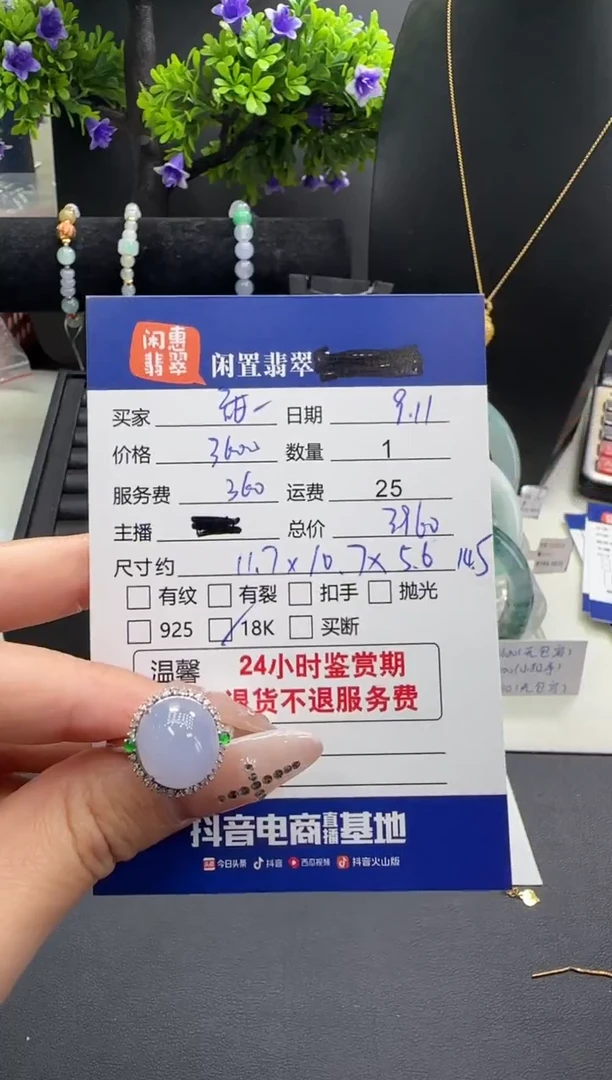 闲惠
翡翠
闲置翡翠
买家 甜一 日期 9.11
价格 3600 数量 1
服务费 360 运费 25
主播 总价 3960
尺寸约 11.7×10.7×5.6 14.5
有纹 有裂 扣手 抛光
925 18K 买断
温馨 24小时鉴赏期
退货不退服务费
抖音电商直播基地
今日头条 抖音 西瓜视频 抖音火山版